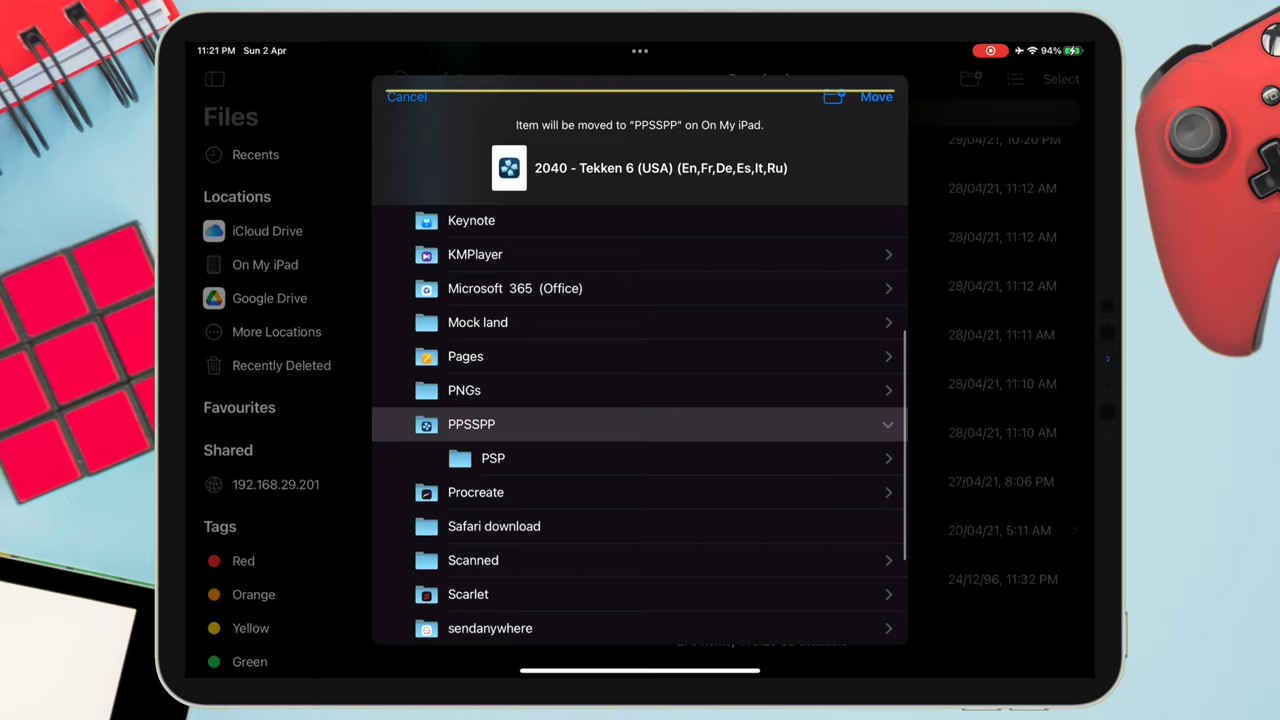 11:21 PM Sun 2 Apr
94%
Select
Files
Recents
Locations
iCloud Drive
On My iPad
Google Drive
More Locations
Recently Deleted
Favourites
Shared
192.168.29.201
Tags
Red
Orange
Yellow
Green
Cancel
Move
Item will be moved to “PPSSPP” on On My iPad.
2040 - Tekken 6 (USA) (En,Fr,De,Es,It,Ru)
Keynote
KMPlayer
Microsoft 365 (Office)
Mock land
Pages
PNGs
PPSSPP
PSP
Procreate
Safari download
Scanned
Scarlet
sendanywhere
29/04/21, 10:20 PM
28/04/21, 11:12 AM
28/04/21, 11:12 AM
28/04/21, 11:12 AM
28/04/21, 11:11 AM
28/04/21, 11:10 AM
28/04/21, 11:10 AM
27/04/21, 8:06 PM
20/04/21, 5:11 AM
24/12/96, 11:32 PM